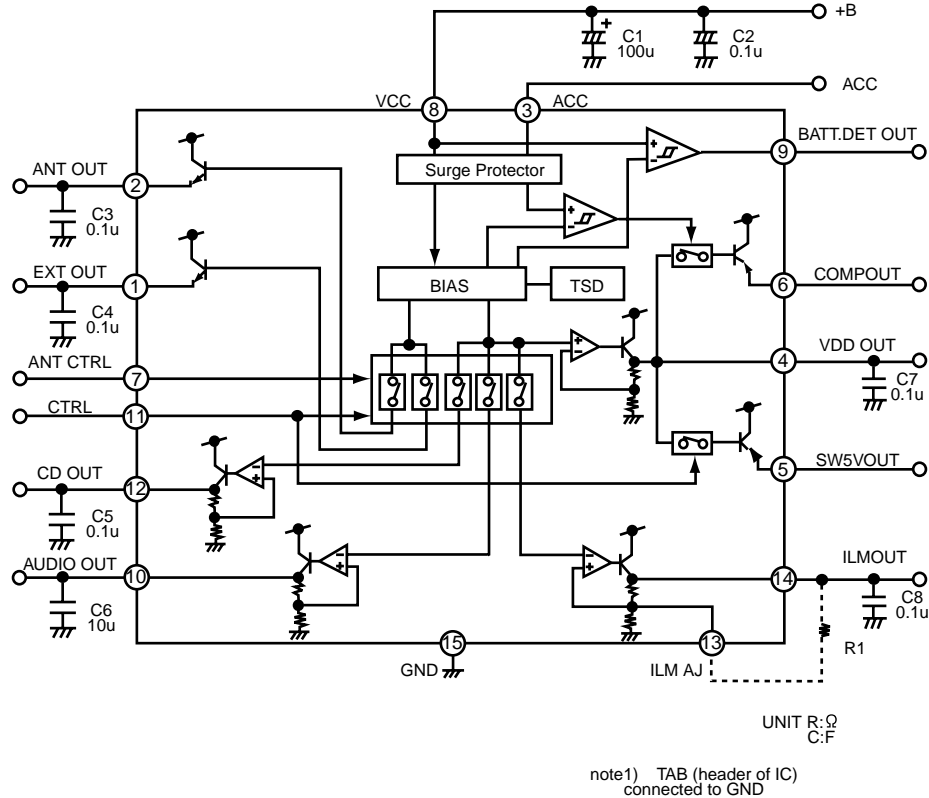 +B
+
C1
100u
C2
0.1u
ACC
VCC
8
3
ACC
BATT.DET OUT
+
−
9
ANT OUT
2
Surge Protector
C3
0.1u
+
−
EXT OUT
1
BIAS
TSD
COMPOUT
6
C4
0.1u
ANT CTRL
7
+
−
VDD OUT
4
C7
0.1u
CTRL
11
CD OUT
12
−
+
SW5VOUT
5
C5
0.1u
AUDIO OUT
10
−
+
−
+
ILMOUT
14
C6
10u
C8
0.1u
R1
15
GND
13
ILM AJ
UNIT R:Ω
C:F
note1) TAB (header of IC)
connected to GND